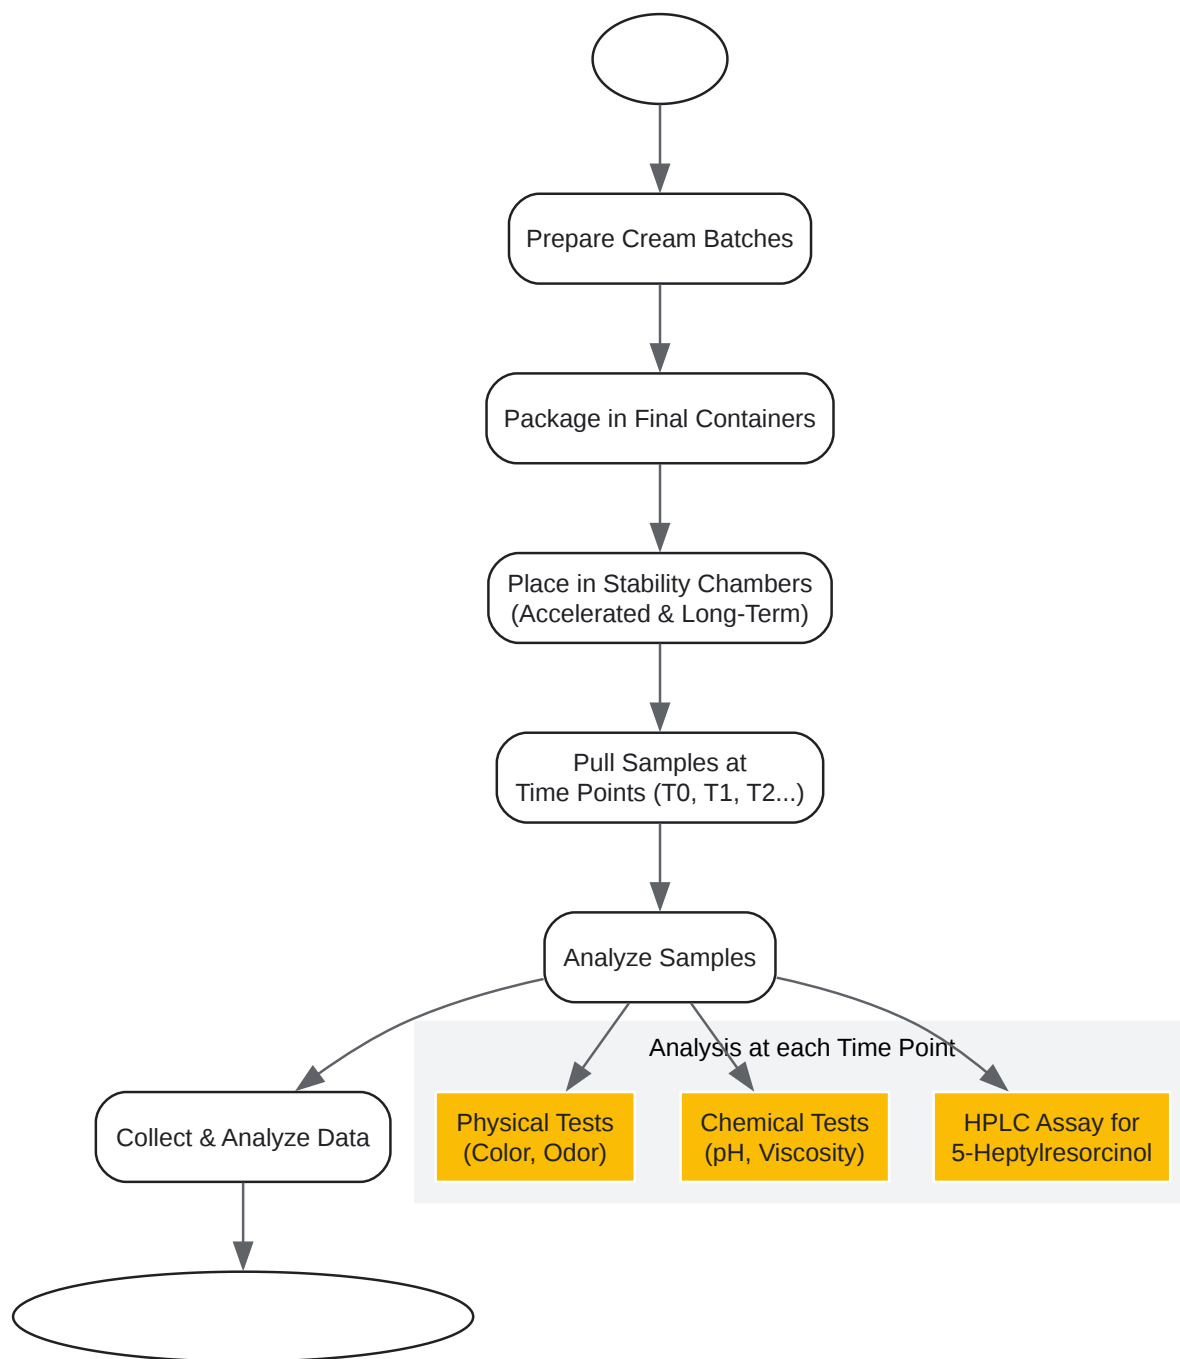 Prepare Cream Batches
Package in Final Containers
Place in Stability Chambers
(Accelerated & Long-Term)
Pull Samples at
Time Points (T0, T1, T2...)
Analyze Samples
Analysis at each Time Point
Collect & Analyze Data
Physical Tests
(Color, Odor)
Chemical Tests
(pH, Viscosity)
HPLC Assay for
5-Heptylresorcinol